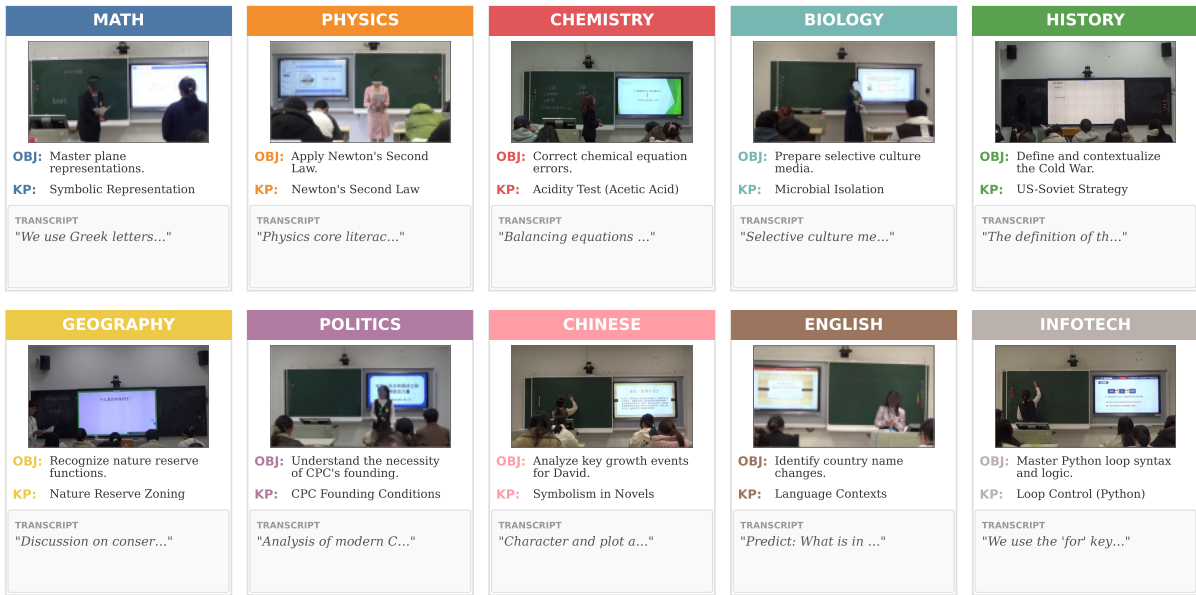 MATH
OBJ: Master plane
representations.
KP: Symbolic Representation
TRANSCRIPT
"We use Greek letters..."
PHYSICS
OBJ: Apply Newton's Second
Law.
KP: Newton's Second Law
TRANSCRIPT
"Physics core literac..."
CHEMISTRY
OBJ: Correct chemical equation
errors.
KP: Acidity Test (Acetic Acid)
TRANSCRIPT
"Balancing equations ..."
BIOLOGY
OBJ: Prepare selective culture
media.
KP: Microbial Isolation
TRANSCRIPT
"Selective culture me..."
HISTORY
OBJ: Define and contextualize
the Cold War.
KP: US-Soviet Strategy
TRANSCRIPT
"The definition of th..."
GEOGRAPHY
OBJ: Recognize nature reserve
functions.
KP: Nature Reserve Zoning
TRANSCRIPT
"Discussion on conser..."
POLITICS
OBJ: Understand the necessity
of CPC's founding.
KP: CPC Founding Conditions
TRANSCRIPT
"Analysis of modern C..."
CHINESE
OBJ: Analyze key growth events
for David.
KP: Symbolism in Novels
TRANSCRIPT
"Character and plot a..."
ENGLISH
OBJ: Identify country name
changes.
KP: Language Contexts
TRANSCRIPT
"Predict: What is in ..."
INFOTECH
OBJ: Master Python loop syntax
and logic.
KP: Loop Control (Python)
TRANSCRIPT
"We use the 'for' key..."